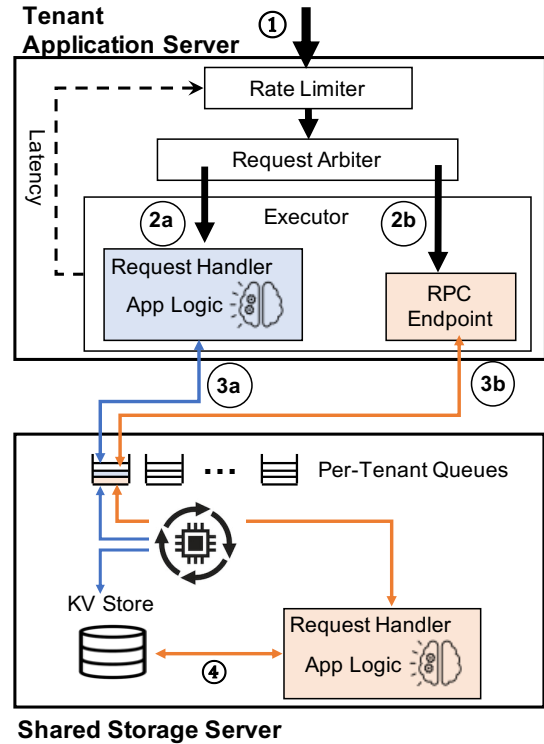 Tenant
Application Server
①
Rate Limiter
Request Arbiter
Latency
2a
Executor
2b
Request Handler
App Logic
RPC
Endpoint
3a
3b
Per-Tenant Queues
...
KV Store
Request Handler
App Logic
④
Shared Storage Server